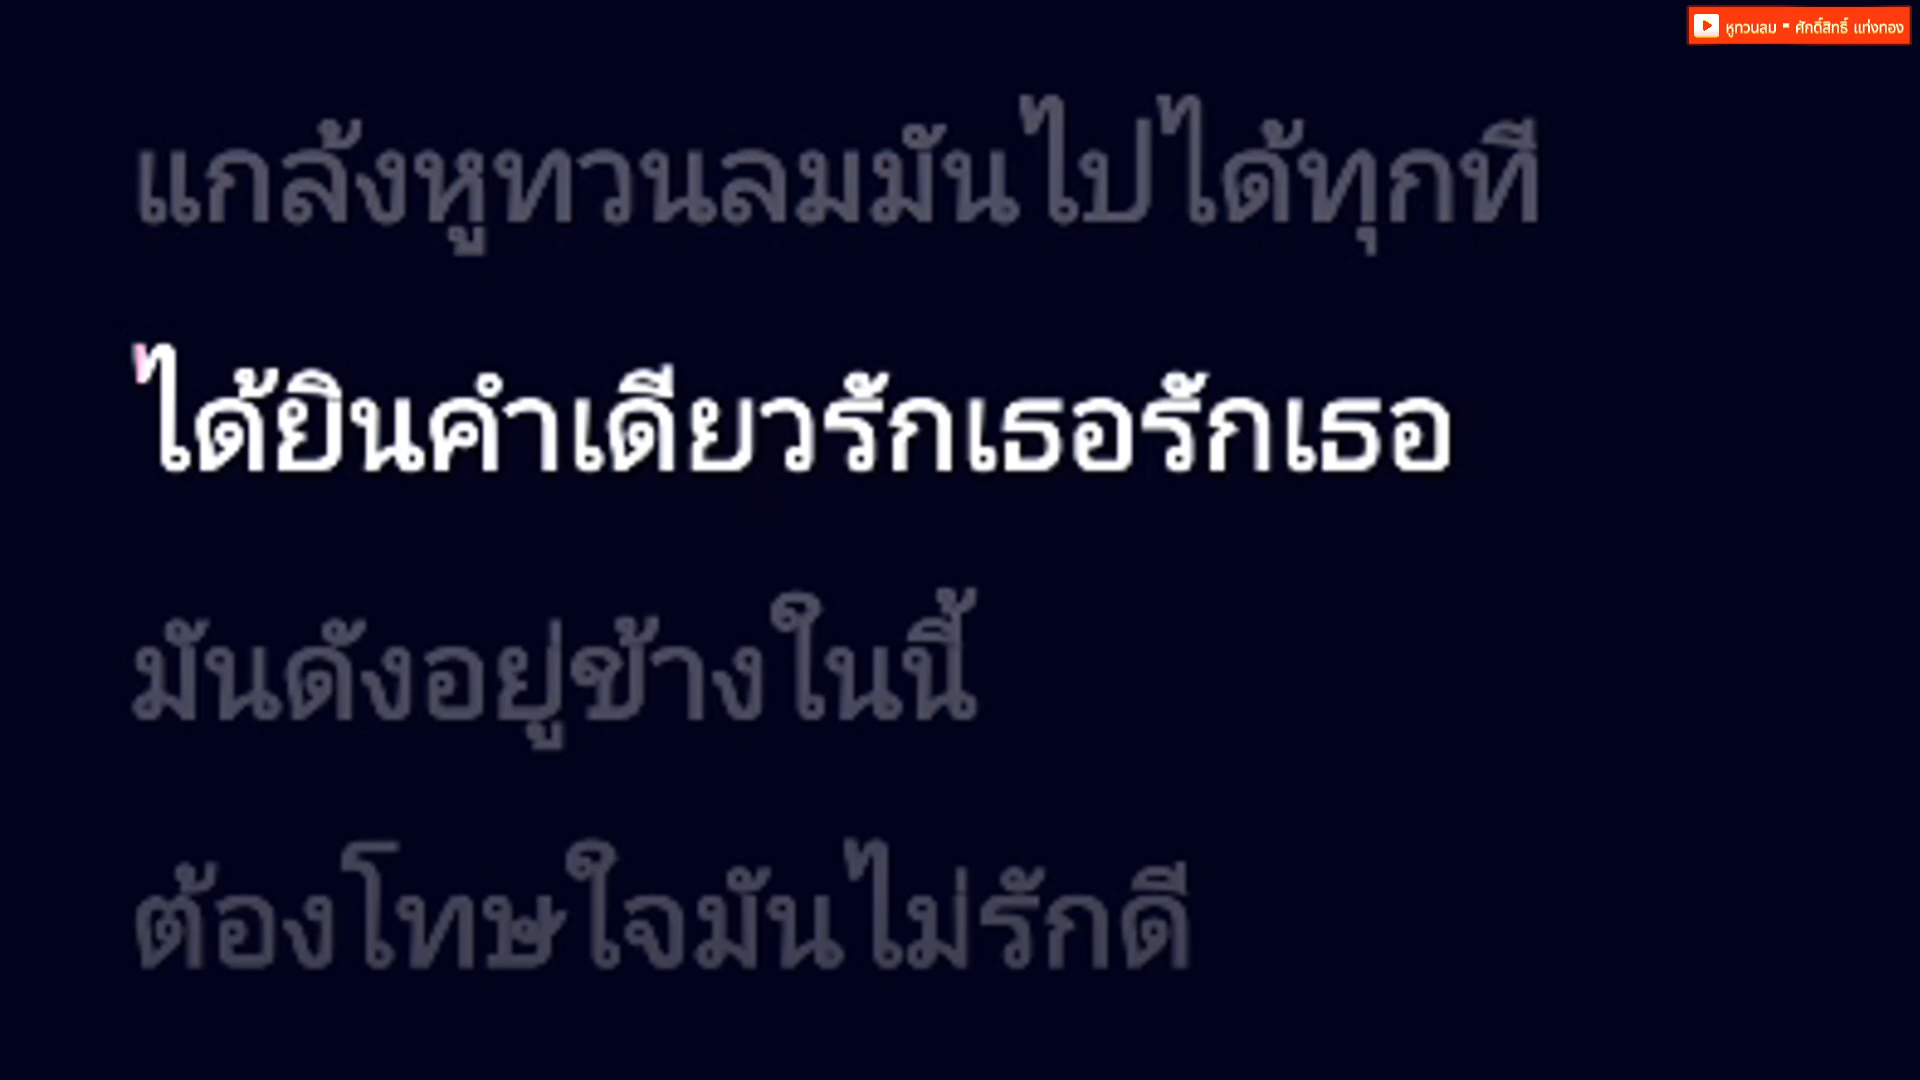 หูทวนลม - ศักดิ์สิทธิ์ แท่งทอง
แกล้งหูทวนลมมันไปได้ทุกที
ได้ยินคำเดียวรักเธอรักเธอ
มันดังอยู่ข้างในนี้
ต้องโทษใจมันไม่รักดี